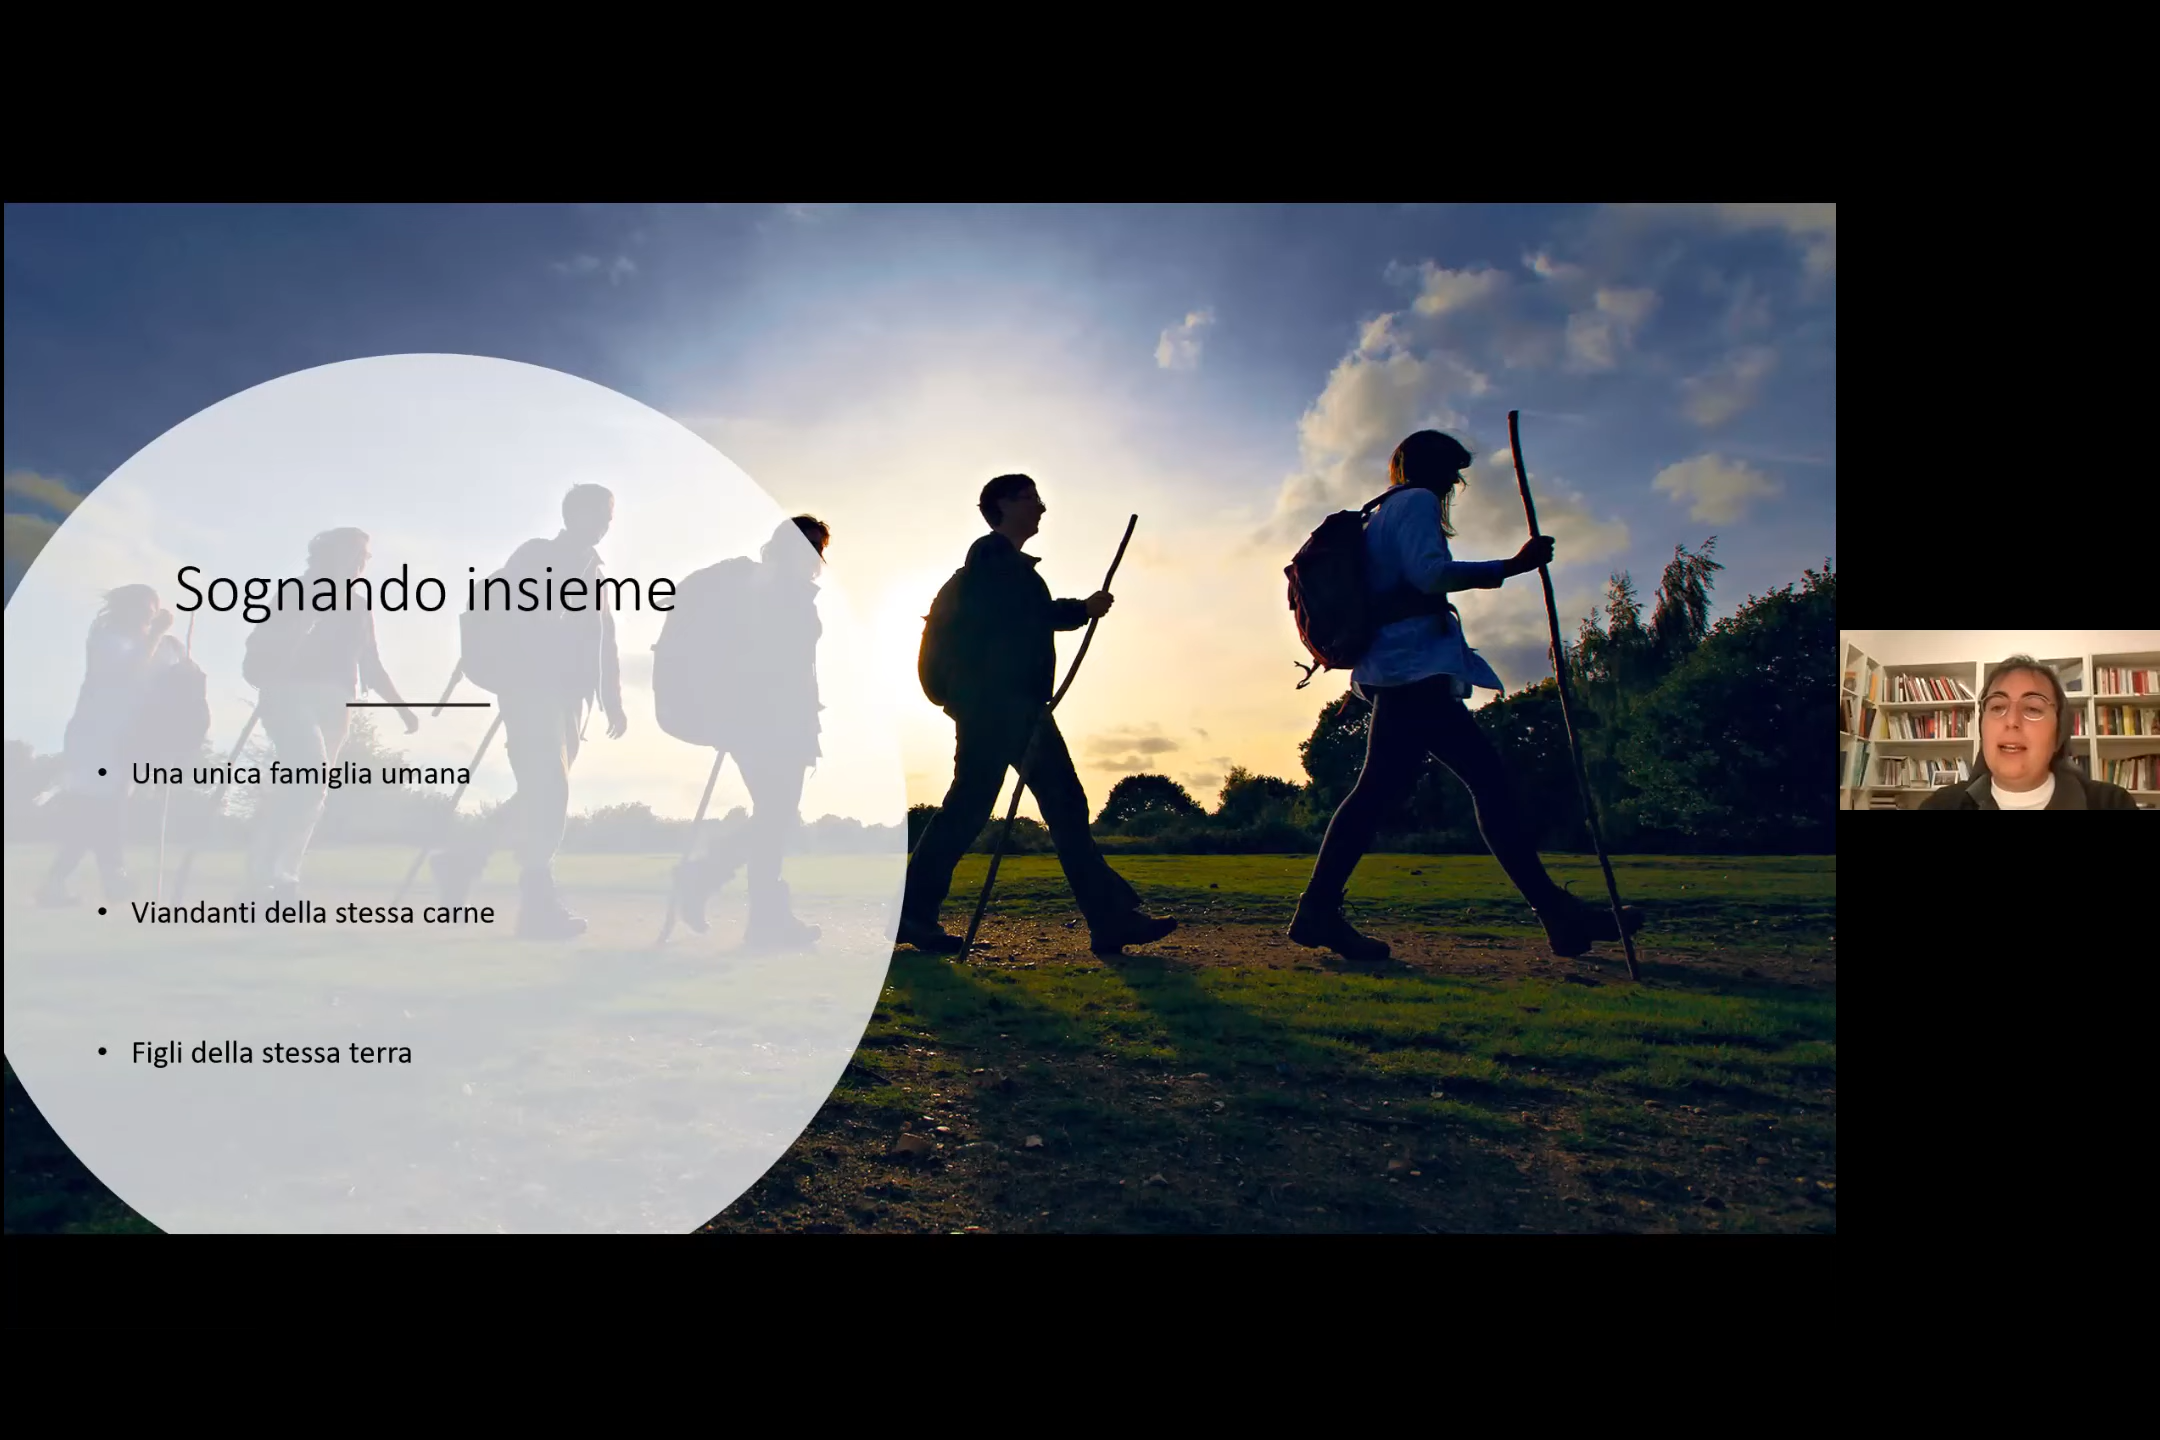 Sognando insieme
• Una unica famiglia umana
• Viandanti della stessa carne
• Figli della stessa terra